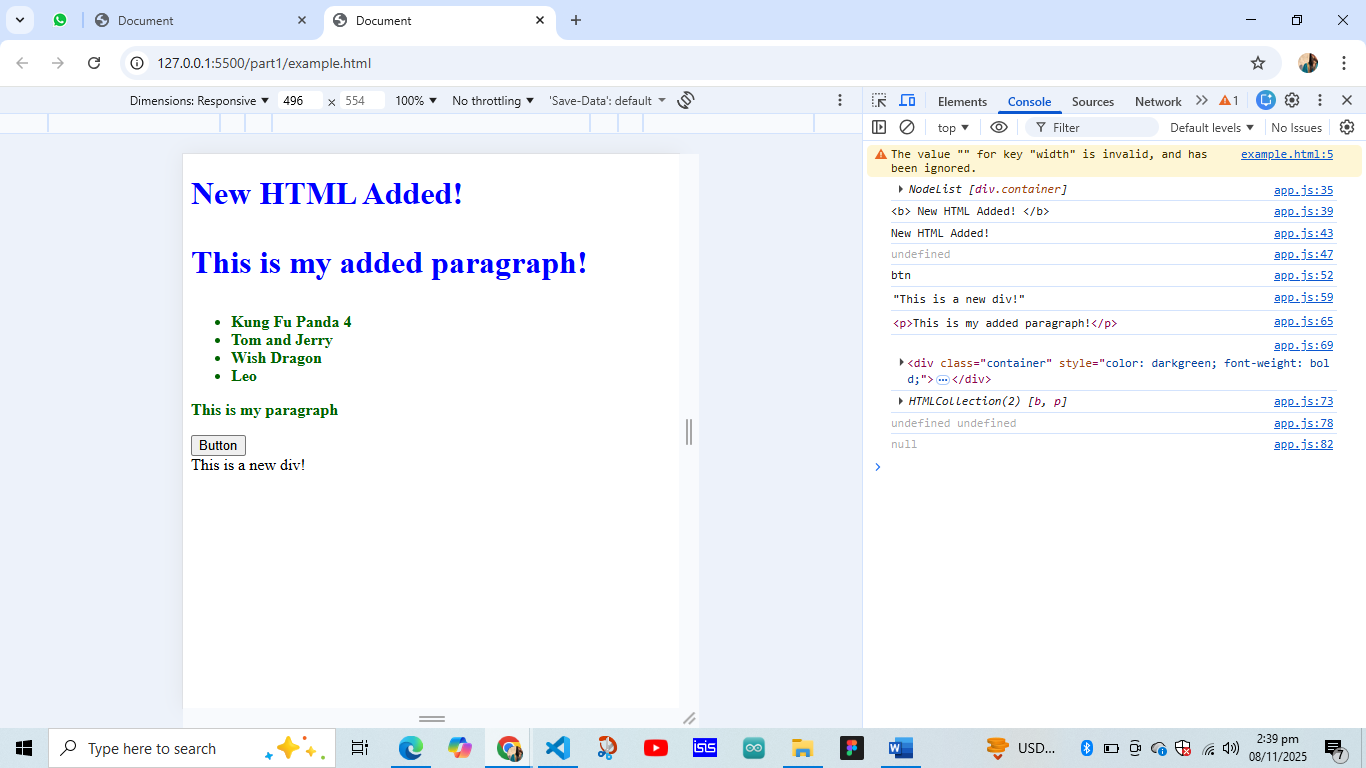 Document
Document
127.0.0.1:5500/part1/example.html
Dimensions: Responsive 496 × 554 100% No throttling 'Save-Data': default
Elements Console Sources Network 1
top Filter Default levels No Issues
New HTML Added!
This is my added paragraph!
Kung Fu Panda 4
Tom and Jerry
Wish Dragon
Leo
This is my paragraph
Button
This is a new div!
The value "" for key "width" is invalid, and has example.html:5
been ignored.
NodeList [div.container] app.js:35
<b> New HTML Added! </b> app.js:39
New HTML Added! app.js:43
undefined app.js:47
btn app.js:52
"This is a new div!" app.js:59
<p>This is my added paragraph!</p> app.js:65
app.js:69
<div class="container" style="color: darkgreen; font-weight: bol
d;"> … </div>
HTMLCollection(2) [b, p] app.js:73
undefined undefined app.js:78
null app.js:82
Type here to search
isis
USD...
2:39 pm
08/11/2025
7